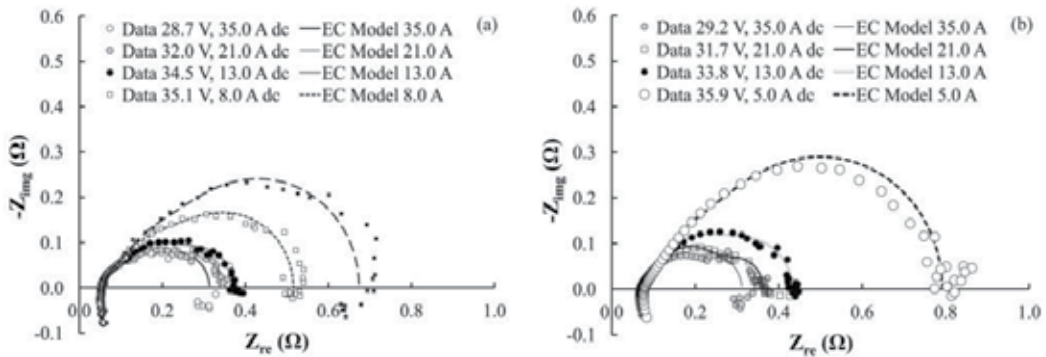 (a)
Data 28.7 V, 35.0 A dc EC Model 35.0 A
Data 32.0 V, 21.0 A dc EC Model 21.0 A
Data 34.5 V, 13.0 A dc EC Model 13.0 A
Data 35.1 V, 8.0 A dc EC Model 8.0 A
0.6
0.5
0.4
0.3
0.2
0.1
0.0
-0.1
-Zimg (Ω)
0.0 0.2 0.4 0.6 0.8 1.0
Zre (Ω)
(b)
Data 29.2 V, 35.0 A dc EC Model 35.0 A
Data 31.7 V, 21.0 A dc EC Model 21.0 A
Data 33.8 V, 13.0 A dc EC Model 13.0 A
Data 35.9 V, 5.0 A dc EC Model 5.0 A
0.6
0.5
0.4
0.3
0.2
0.1
0.0
-0.1
-Zimg (Ω)
0.0 0.2 0.4 0.6 0.8 1.0
Zre (Ω)